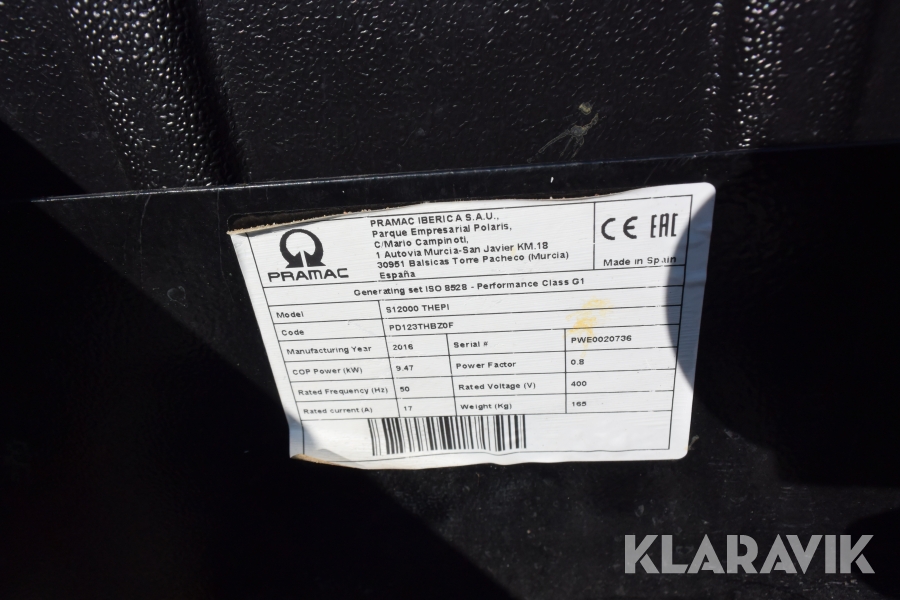 PRAMAC
PRAMAC IBERICA S.A.U.,
Parque Empresarial Polaris,
C/Mario Campinoti,
1 Autovia Murcia-San Javier KM.18
30951 Balsicas Torre Pacheco (Murcia)
España
CE EAC
Made in Spain
Generating set ISO 8528 - Performance Class G1
Model S12000 THEPI
Code PD123THBZ0F
Manufacturing Year 2016 Serial # PWE0020736
COP Power (kW) 9.47 Power Factor 0.8
Rated Frequency (Hz) 50 Rated Voltage (V) 400
Rated current (A) 17 Weight (Kg) 165
KLARAVIK